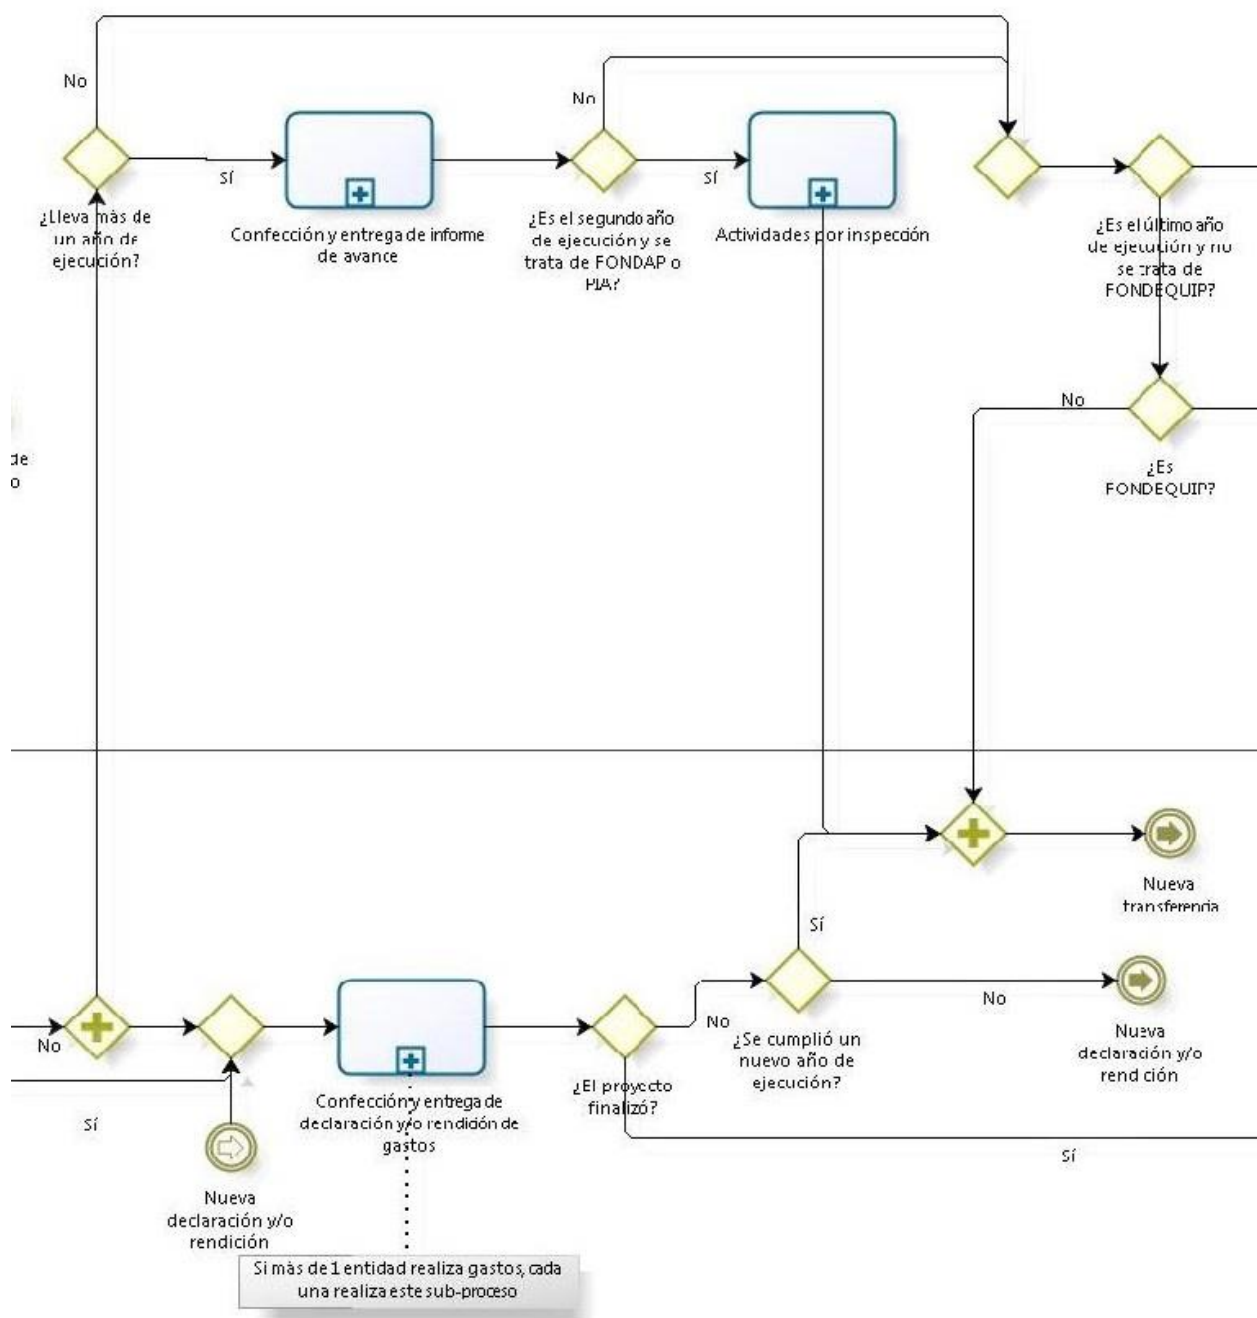 No
No
Sí
Sí
¿Lleva más de
un año de
ejecución?
Confección y entrega de informe
de avance
¿Es el segundo año
de ejecución y se
trata de FONDAP o
PIA?
Actividades por inspección
¿Es el último año
de ejecución y no
se trata de
FONDEQUIP?
No
¿Es
FONDEQUIP?
de
o
Nueva
transferencia
Sí
No
No
No
¿Se cumplió un
nuevo año de
ejecución?
Nueva
declaración y/o
rendición
¿El proyecto
finalizó?
Confección y entrega de
declaración y/o rendición de
gastos
Sí
Sí
Nueva
declaración y/o
rendición
Si más de 1 entidad realiza gastos, cada
una realiza este sub-proceso